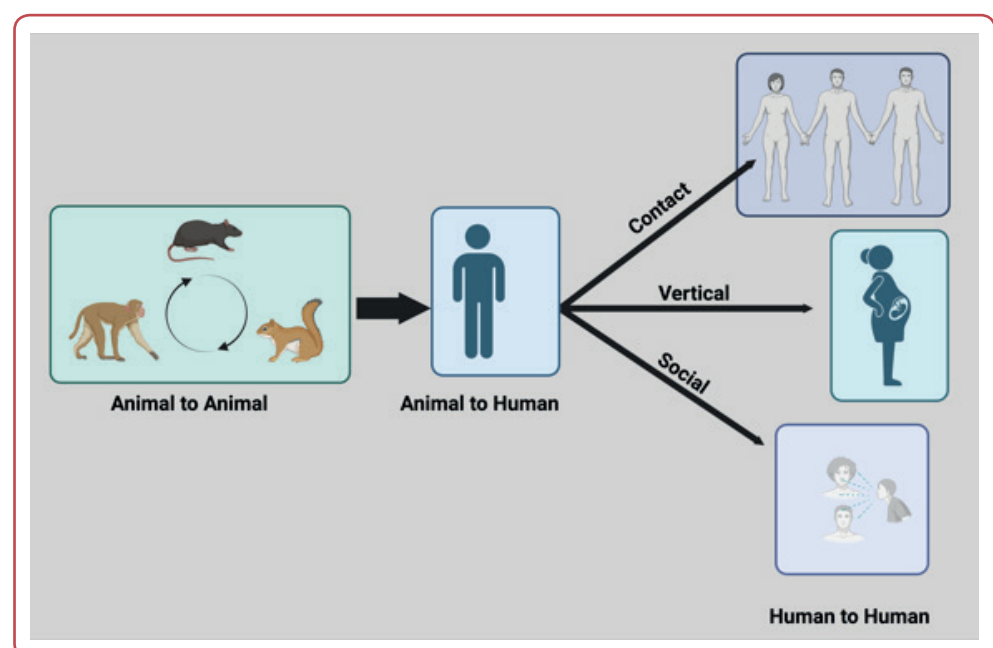 Contact
Vertical
Social
Animal to Animal
Animal to Human
Human to Human